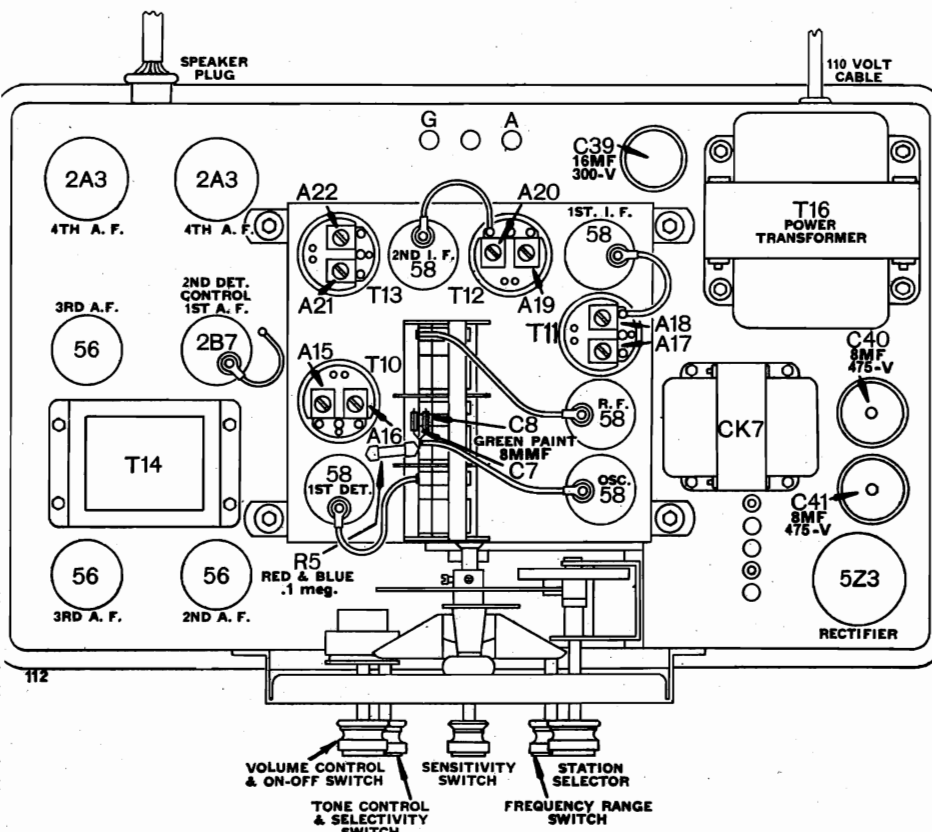 SPEAKER
PLUG
110 VOLT
CABLE
G
A
2A3
4TH A. F.
2A3
4TH A. F.
C39
16MF
300-V
T16
POWER
TRANSFORMER
A22
A21
T13
2ND I. F.
58
T12
A20
A19
1ST. I. F.
58
T11
A18
A17
3RD A.F.
56
2ND DET.
CONTROL
1ST A. F.
2B7
A15
T10
A16
C8
GREEN PAINT
8MMF
C7
R. F.
58
OSC.
58
CK7
C40
8MF
475-V
C41
8MF
475-V
T14
58
1ST DET.
R5
RED & BLUE
.1 meg.
56
3RD A. F.
56
2ND A. F.
5Z3
RECTIFIER
112
VOLUME CONTROL
& ON-OFF SWITCH
TONE CONTROL
& SELECTIVITY
SWITCH
SENSITIVITY
SWITCH
STATION
SELECTOR
FREQUENCY RANGE
SWITCH